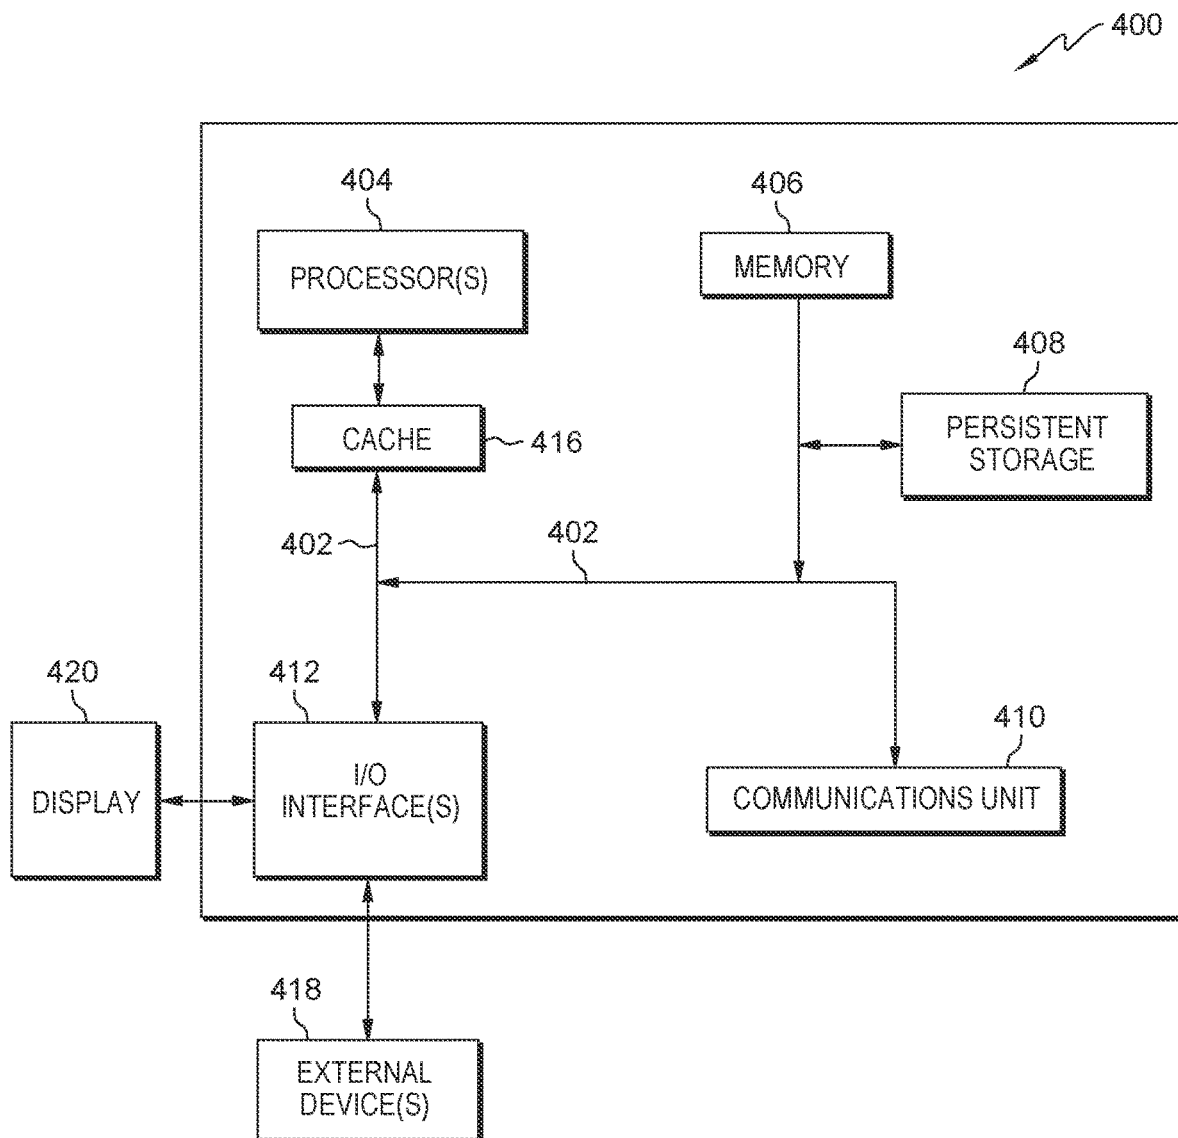 400
404
PROCESSOR(S)
406
MEMORY
408
PERSISTENT
STORAGE
CACHE
416
402
402
420
DISPLAY
412
I/O
INTERFACE(S)
410
COMMUNICATIONS UNIT
418
EXTERNAL
DEVICE(S)